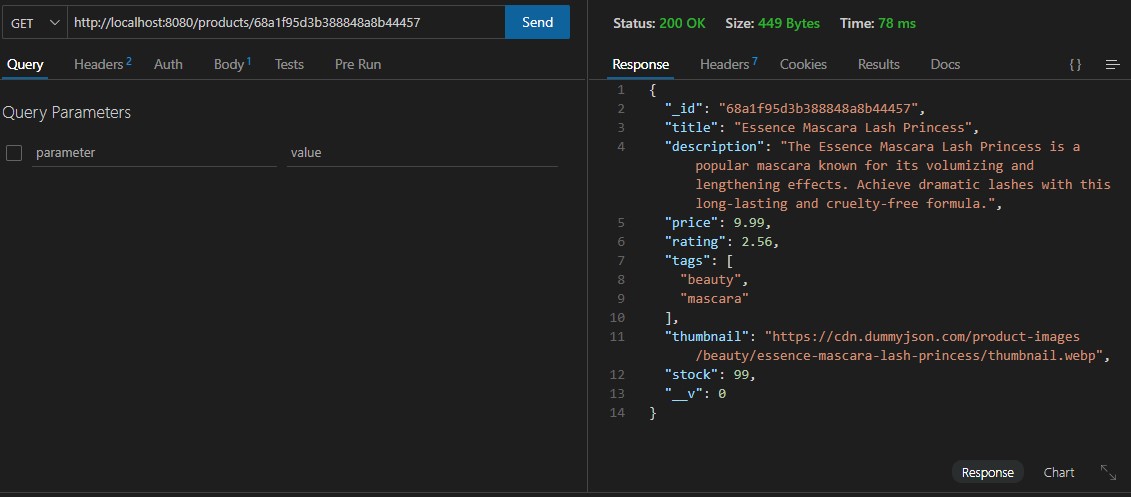 GET http://localhost:8080/products/68a1f95d3b388848a8b44457 Send
Query Headers 2 Auth Body 1 Tests Pre Run
Query Parameters
parameter value
Status: 200 OK Size: 449 Bytes Time: 78 ms
Response Headers 7 Cookies Results Docs {}
1 {
2 "_id": "68a1f95d3b388848a8b44457",
3 "title": "Essence Mascara Lash Princess",
4 "description": "The Essence Mascara Lash Princess is a
popular mascara known for its volumizing and
lengthening effects. Achieve dramatic lashes with this
long-lasting and cruelty-free formula.",
5 "price": 9.99,
6 "rating": 2.56,
7 "tags": [
8 "beauty",
9 "mascara"
10 ],
11 "thumbnail": "https://cdn.dummyjson.com/product-images
/beauty/essence-mascara-lash-princess/thumbnail.webp",
12 "stock": 99,
13 "__v": 0
14 }
Response Chart